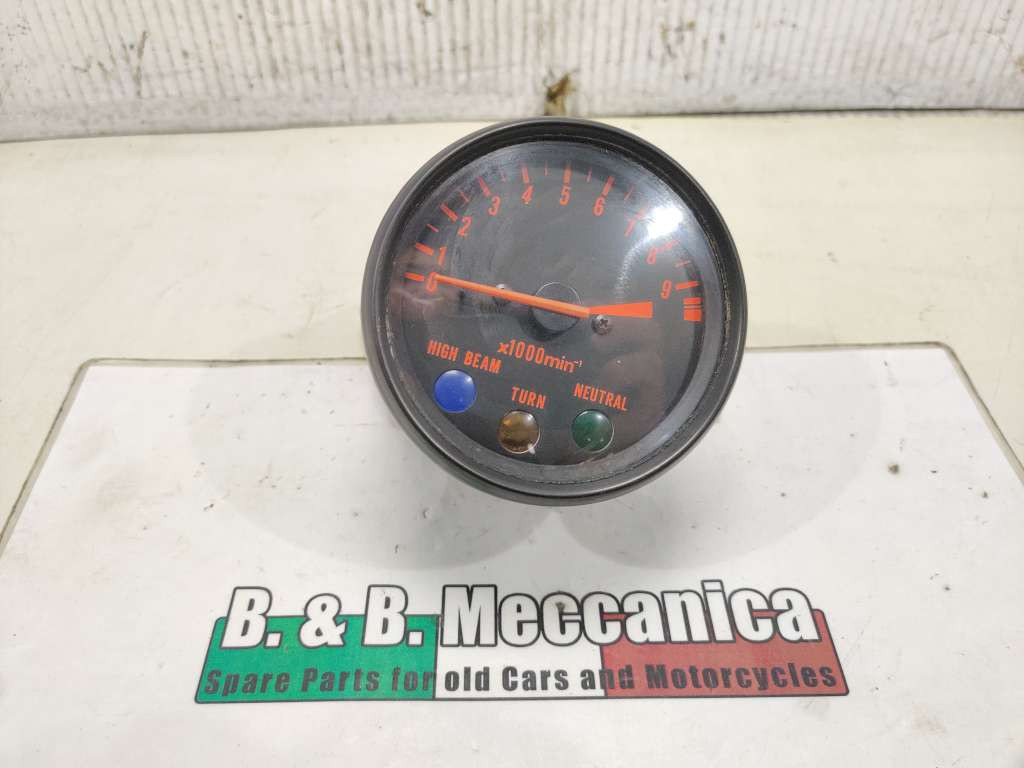 0 1 2 3 4 5 6 7 8 9
x1000min⁻¹
HIGH BEAM
TURN
NEUTRAL
B. & B. Meccanica
Spare Parts for old Cars and Motorcycles